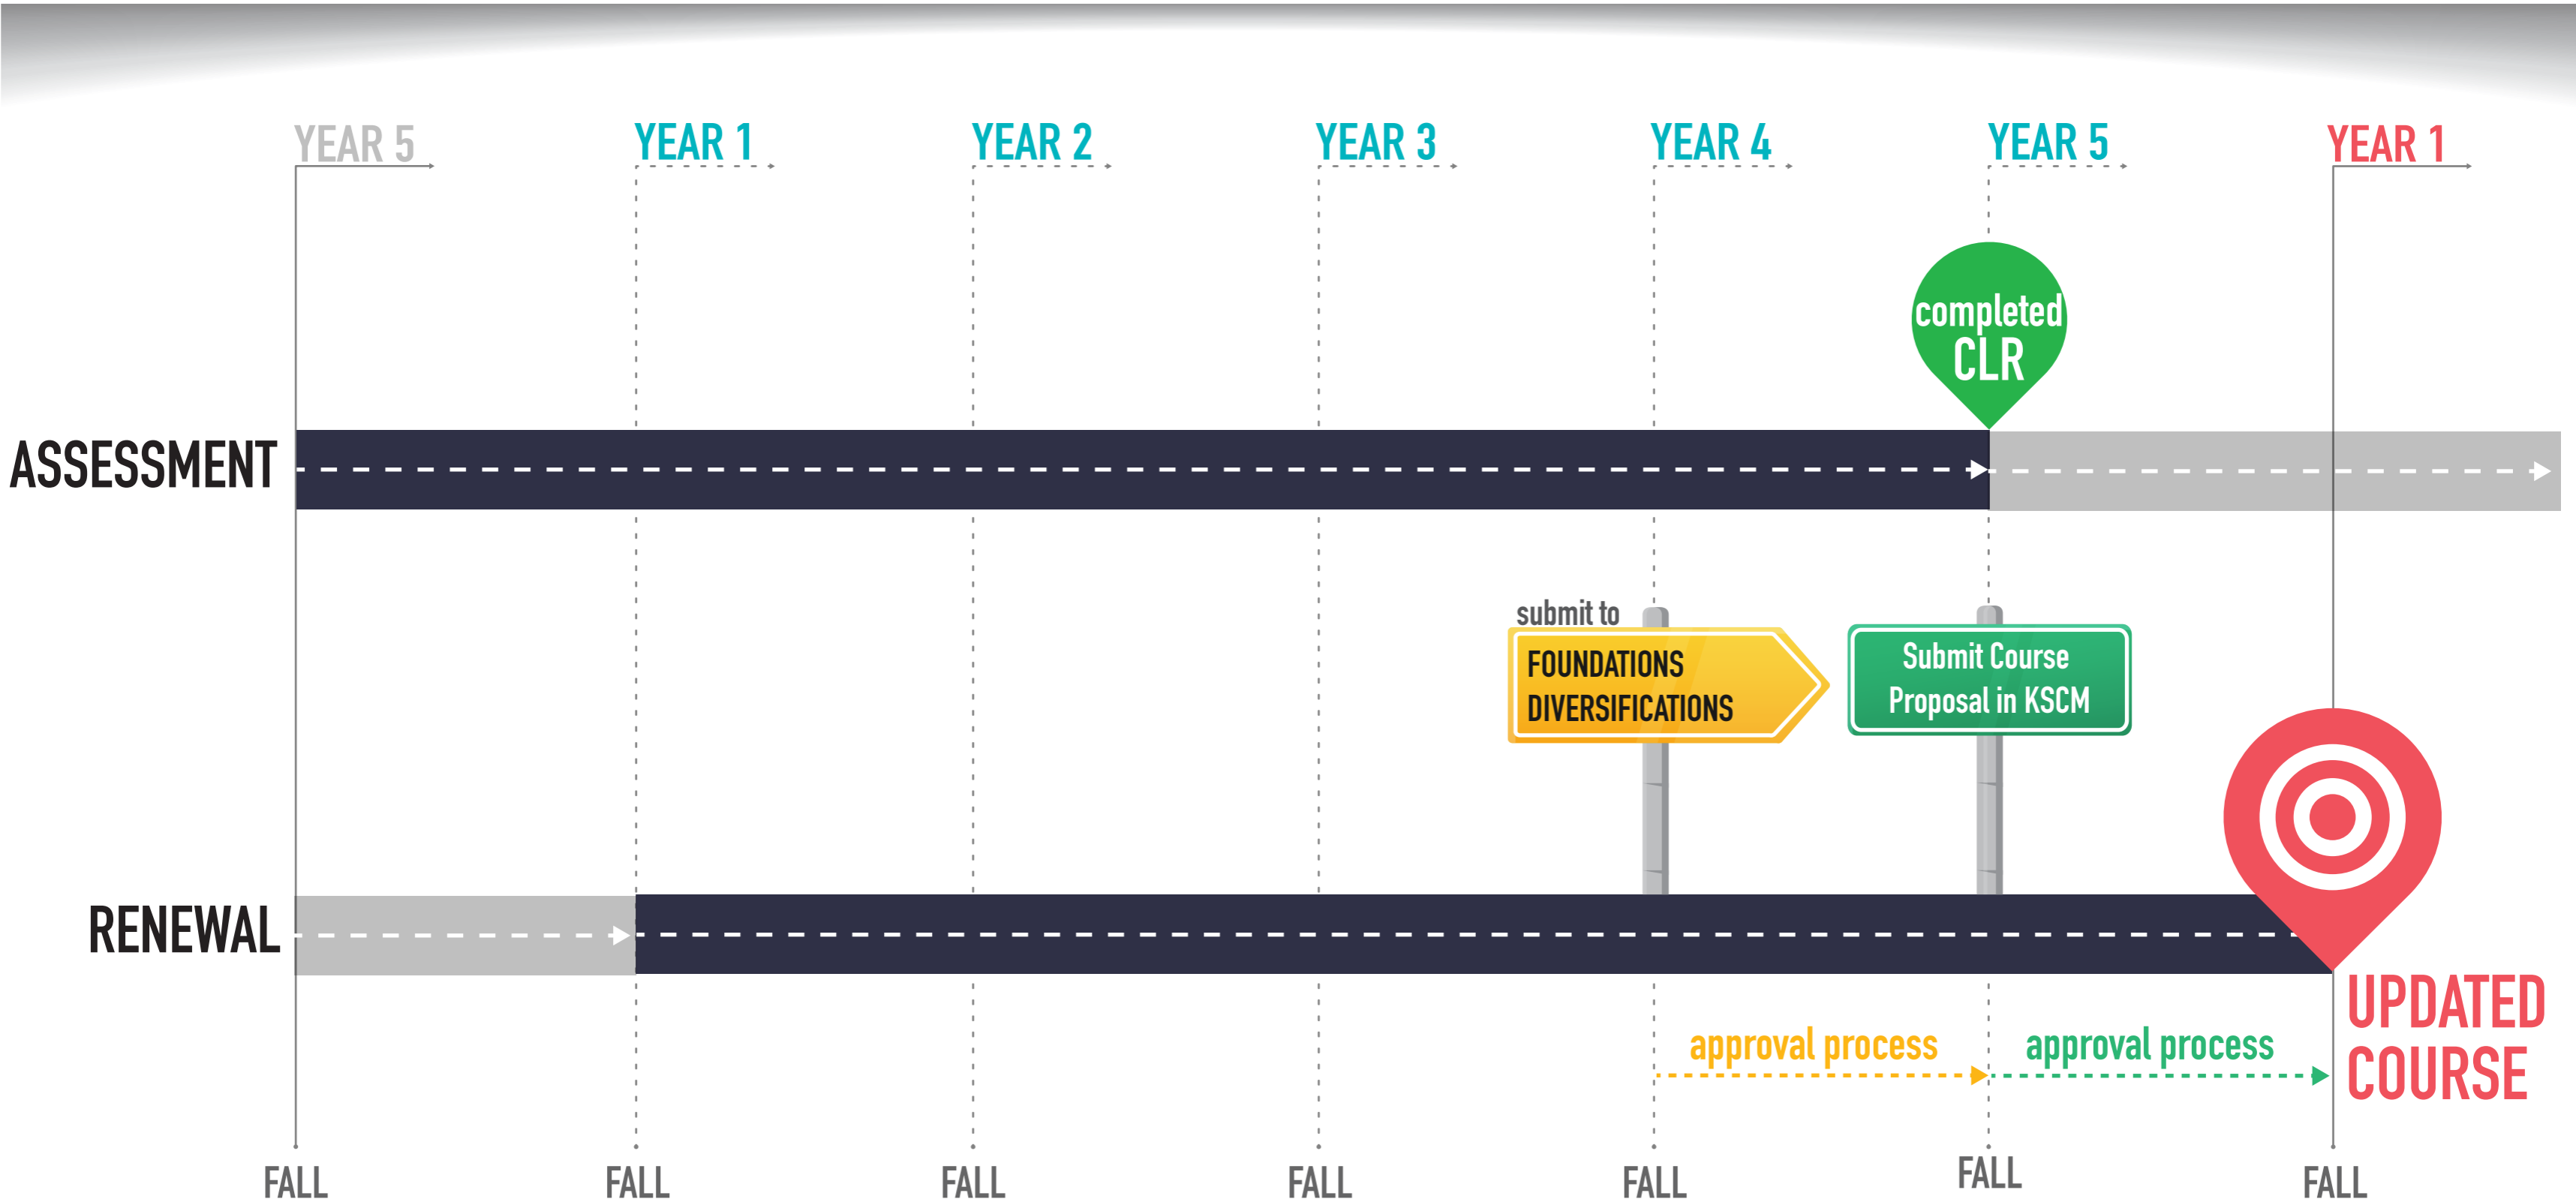 YEAR 5
YEAR 1
YEAR 2
YEAR 3
YEAR 4
YEAR 5
YEAR 1
completed
CLR
ASSESSMENT
submit to
FOUNDATIONS
DIVERSIFICATIONS
Submit Course
Proposal in KSCM
RENEWAL
UPDATED
COURSE
approval process
approval process
FALL
FALL
FALL
FALL
FALL
FALL
FALL